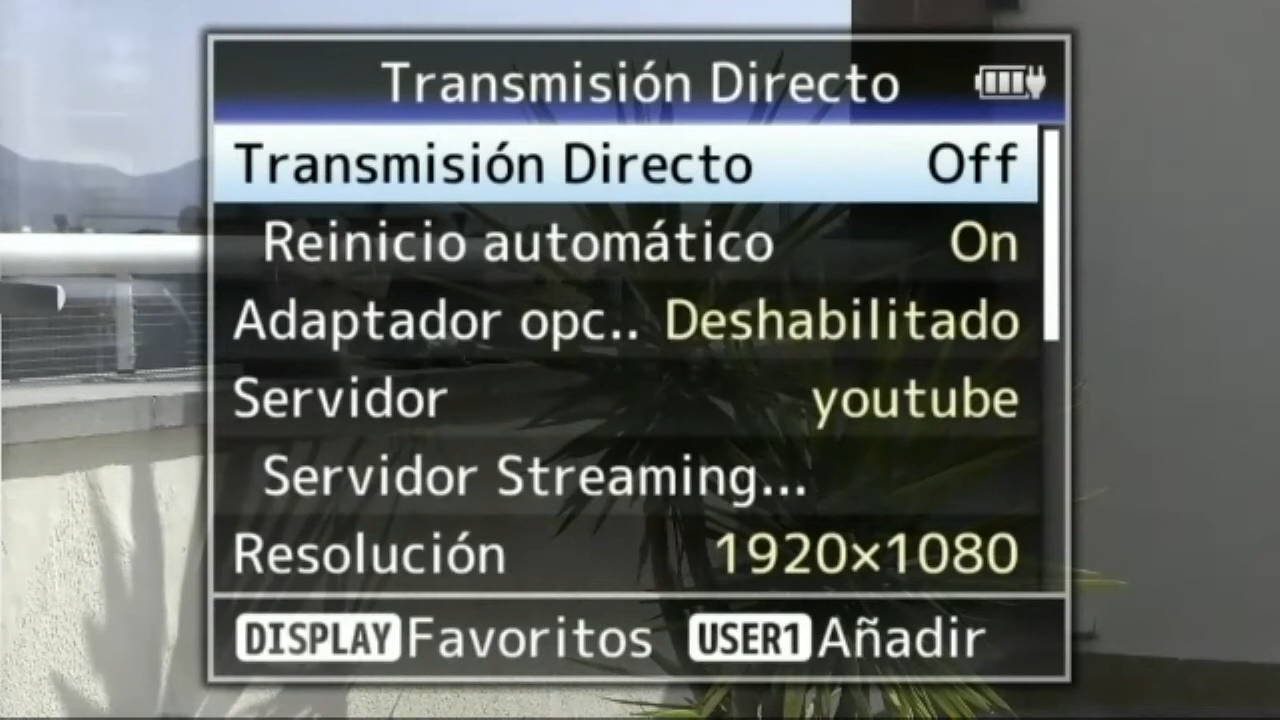 Transmisión Directo
Transmisión Directo Off
Reinicio automático On
Adaptador opc.. Deshabilitado
Servidor youtube
Servidor Streaming...
Resolución 1920×1080
DISPLAY Favoritos USER1 Añadir